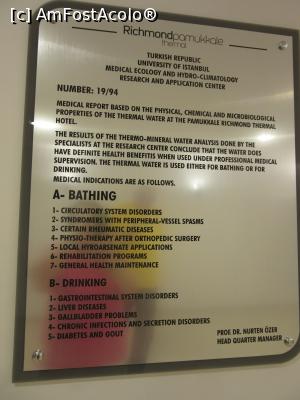 [c] AmFostAcolo®
Richmondpamukkale
thermal
TURKISH REPUBLIC
UNIVERSITY OF ISTANBUL
MEDICAL ECOLOGY AND HYDRO-CLIMATOLOGY
RESEARCH AND APPLICATION CENTER
NUMBER: 19/94
MEDICAL REPORT BASED ON THE PHYSICAL, CHEMICAL AND MICROBIOLOGICAL
PROPERTIES OF THE THERMAL WATER AT THE PAMUKKALE RICHMOND THERMAL
HOTEL.
THE RESULTS OF THE THERMO-MINERAL WATER ANALYSIS DONE BY THE
SPECIALISTS AT THE RESEARCH CENTER CONCLUDE THAT THE WATER DOES
HAVE DEFINITE HEALTH BENEFITS WHEN USED UNDER PROFESSIONAL MEDICAL
SUPERVISION. THE THERMAL WATER IS USED EITHER FOR BATHING OR FOR
DRINKING.
MEDICAL INDICATIONS ARE AS FOLLOWS.
A- BATHING
1- CIRCULATORY SYSTEM DISORDERS
2- SYNDROMERS WITH PERIPHERAL-VESSEL SPASMS
3- CERTAIN RHEUMATIC DISEASES
4- PHYSIO-THERAPY AFTER ORTHOPEDIC SURGERY
5- LOCAL HYROARSENATE APPLICATIONS
6- REHABILITATION PROGRAMS
7- GENERAL HEALTH MAINTENANCE
B- DRINKING
1- GASTROINTESTINAL SYSTEM DISORDERS
2- LIVER DISEASES
3- GALLBLADDER PROBLEMS
4- CHRONIC INFECTIONS AND SECRETION DISORDERS
5- DIABETES AND GOUT
PROF. DR. NURTEN ÖZER
HEAD QUARTER MANAGER